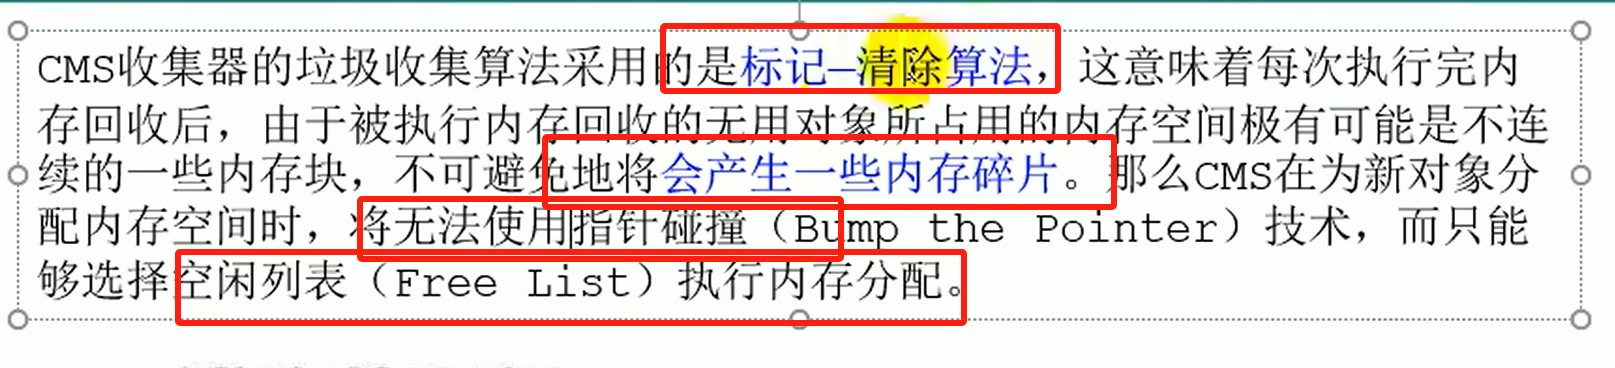 CMS收集器的垃圾收集算法采用的是标记—清除算法，这意味着每次执行完内
存回收后，由于被执行内存回收的无用对象所占用的内存空间极有可能是不连
续的一些内存块，不可避免地将会产生一些内存碎片。那么CMS在为新对象分
配内存空间时，将无法使用指针碰撞（Bump the Pointer）技术，而只能
够选择空闲列表（Free List）执行内存分配。